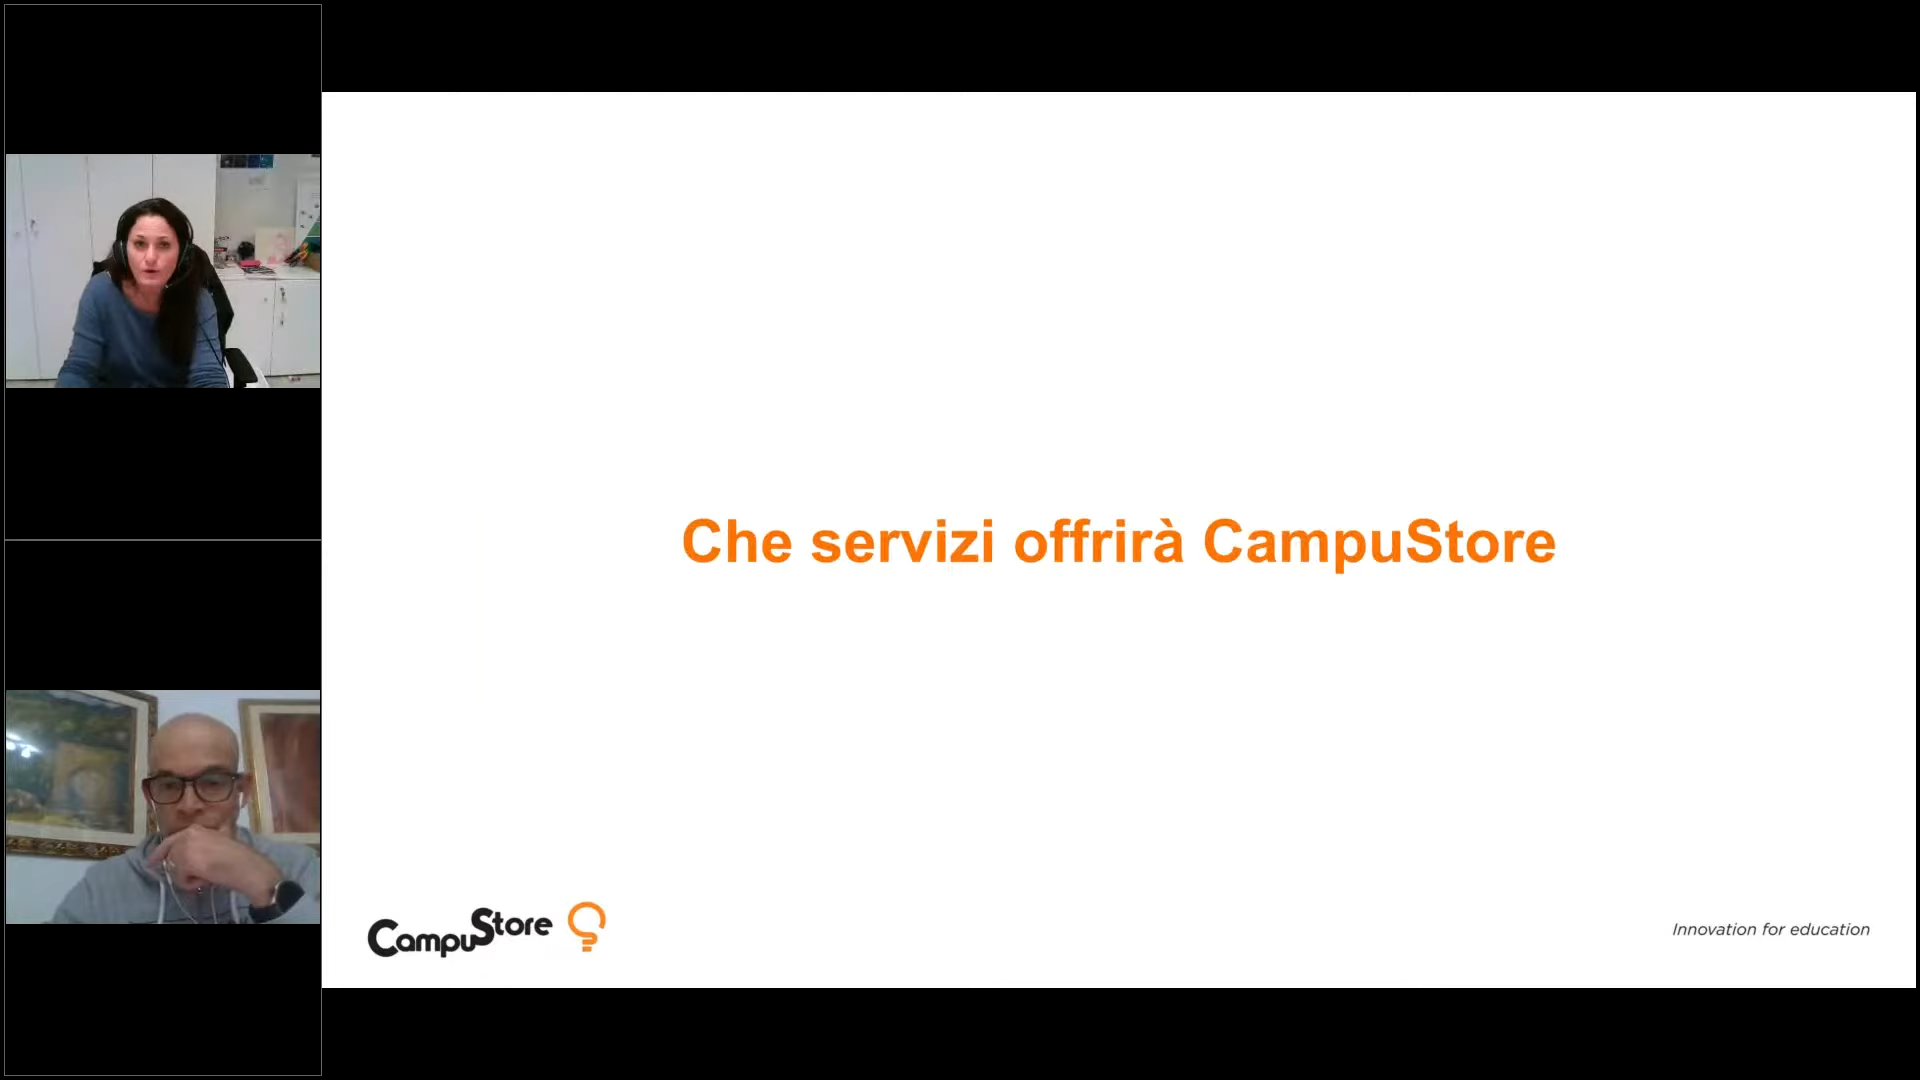 Che servizi offrirà CampuStore
CampuStore
Innovation for education